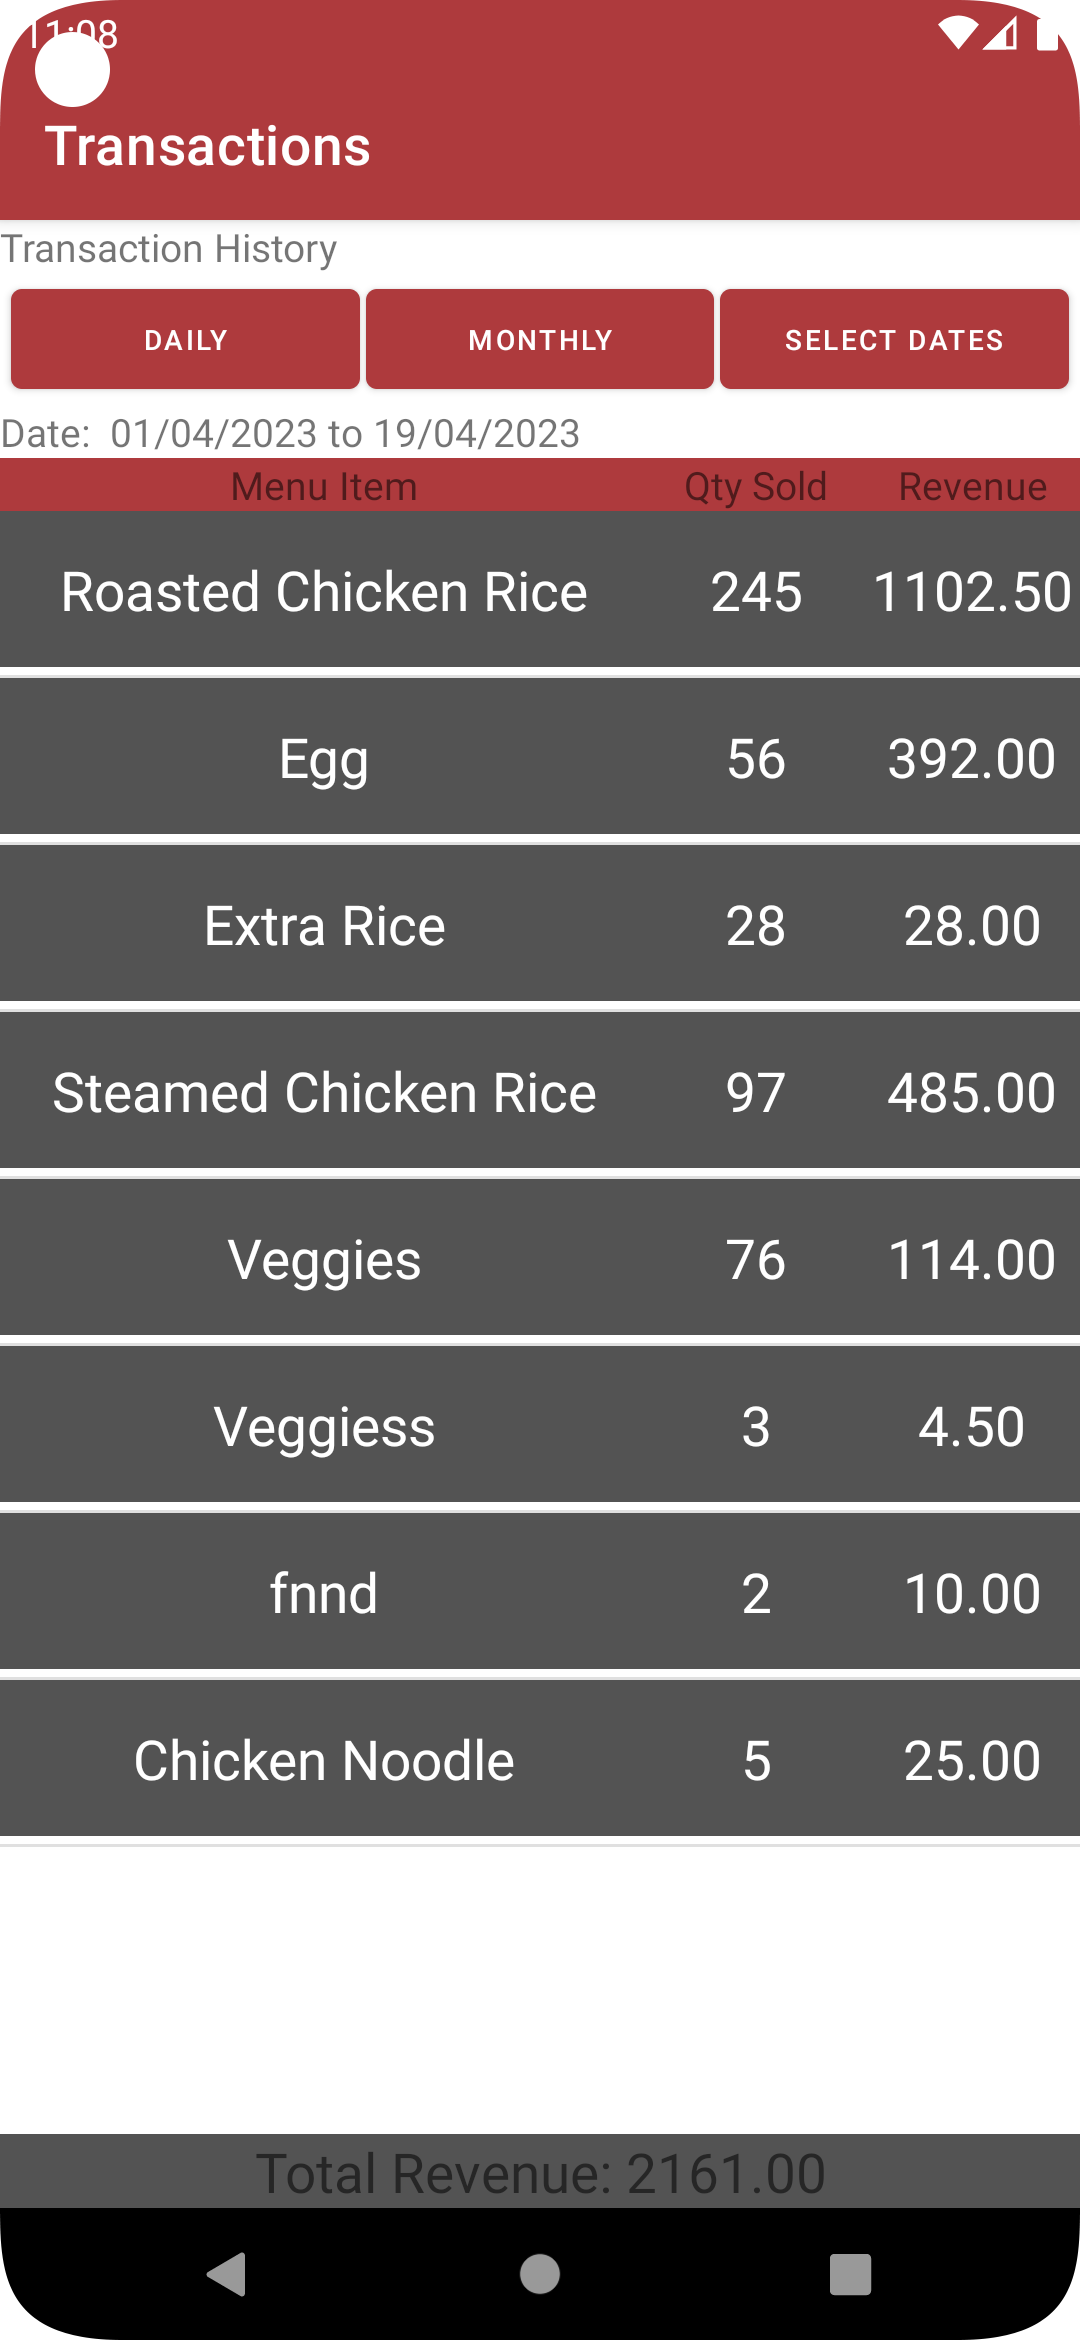 11:08
Transactions
Transaction History
DAILY MONTHLY SELECT DATES
Date: 01/04/2023 to 19/04/2023
Menu Item Qty Sold Revenue
Roasted Chicken Rice 245 1102.50
Egg 56 392.00
Extra Rice 28 28.00
Steamed Chicken Rice 97 485.00
Veggies 76 114.00
Veggiess 3 4.50
fnnd 2 10.00
Chicken Noodle 5 25.00
Total Revenue: 2161.00